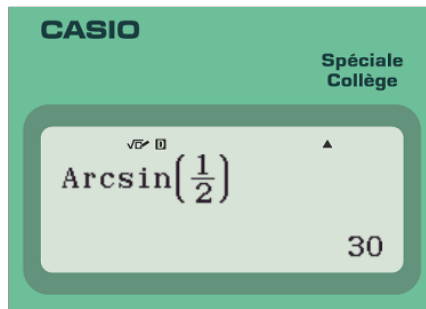 CASIO
Spéciale
Collège
√□ D ▲
Arcsin(1/2)
30